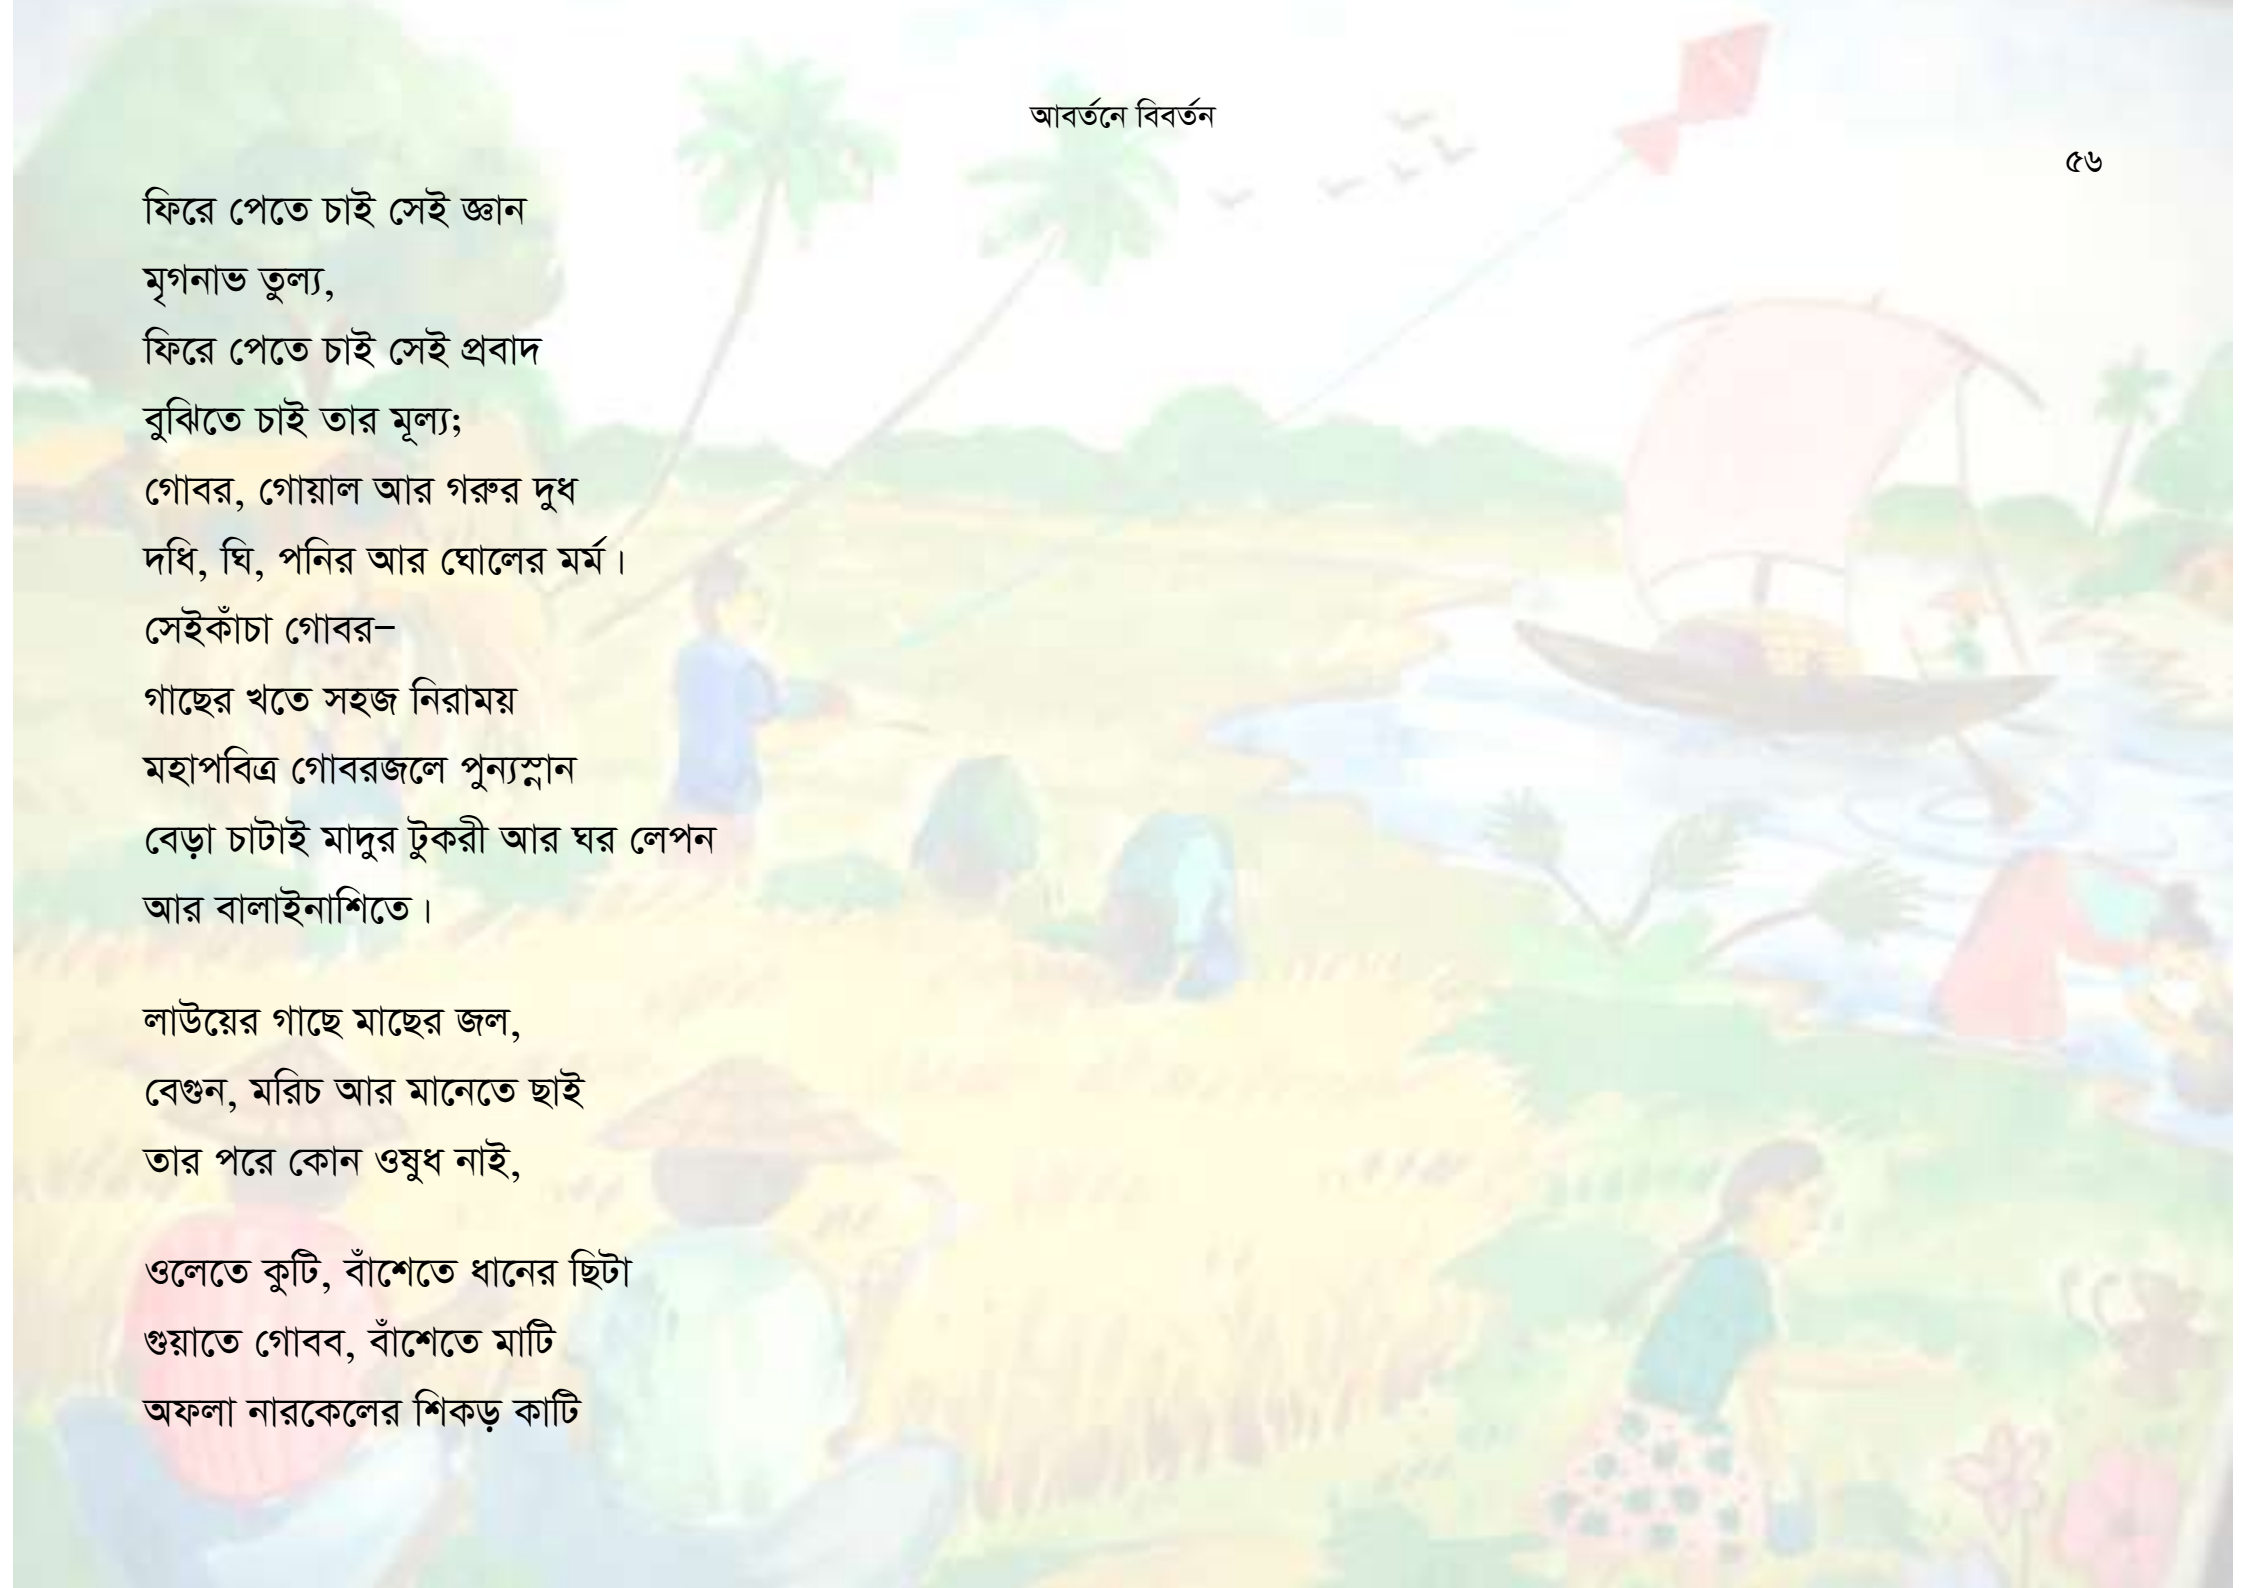 আবর্তনে বিবর্তন
৫৬
ফিরে পেতে চাই সেই জ্ঞান
মৃগনাভ তুল্য,
ফিরে পেতে চাই সেই প্রবাদ
বুঝিতে চাই তার মূল্য;
গোবর, গোয়াল আর গরুর দুধ
দধি, ঘি, পনির আর ঘোলের মর্ম।
সেইকাঁচা গোবর–
গাছের খতে সহজ নিরাময়
মহাপবিত্র গোবরজলে পুন্যস্নান
বেড়া চাটাই মাদুর টুকরী আর ঘর লেপন
আর বালাইনাশিতে।
লাউয়ের গাছে মাছের জল,
বেগুন, মরিচ আর মানেতে ছাই
তার পরে কোন ওষুধ নাই,
ওলেতে কুটি, বাঁশেতে ধানের ছিটা
গুয়াতে গোবব, বাঁশেতে মাটি
অফলা নারকেলের শিকড় কাটি